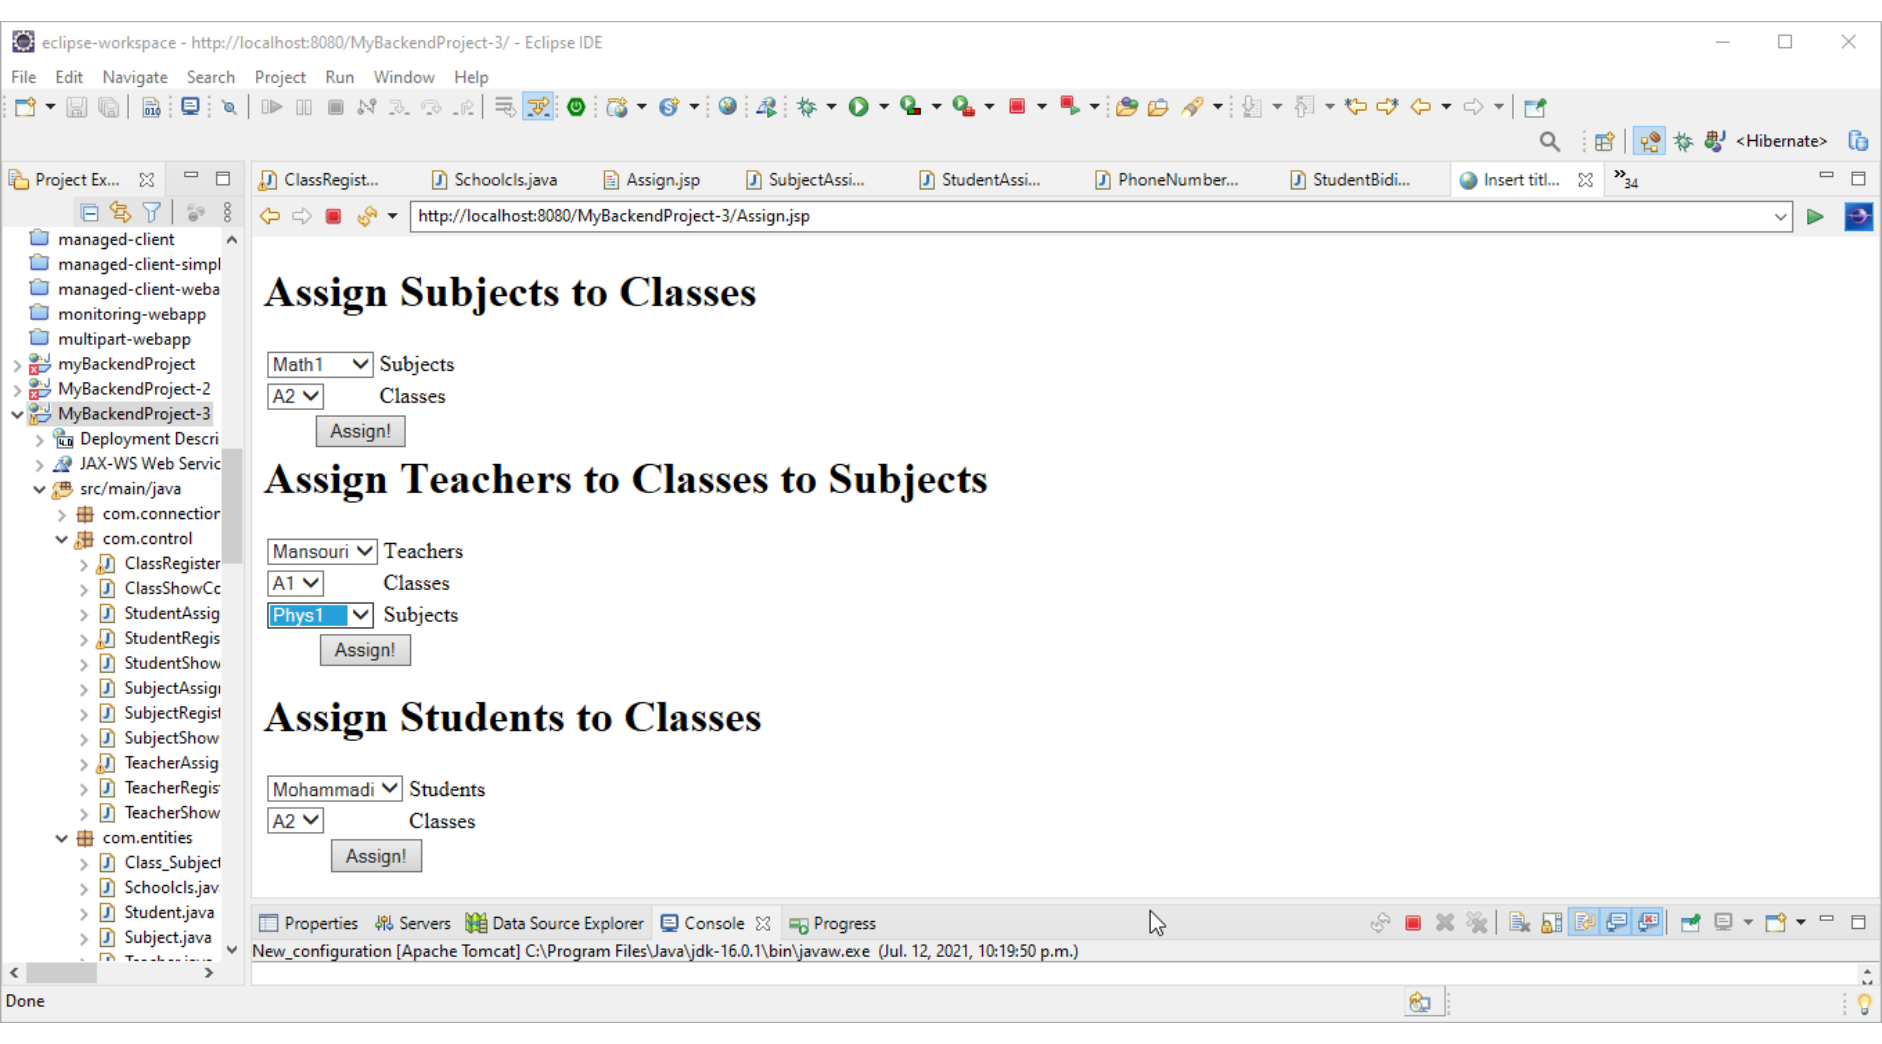 eclipse-workspace - http://localhost:8080/MyBackendProject-3/ - Eclipse IDE
File Edit Navigate Search Project Run Window Help
<Hibernate>
Project Ex...
ClassRegist... Schoolcls.java Assign.jsp SubjectAssi... StudentAssi... PhoneNumber... StudentBidi... Insert titl... »34
http://localhost:8080/MyBackendProject-3/Assign.jsp
managed-client
managed-client-simpl
managed-client-weba
monitoring-webapp
multipart-webapp
myBackendProject
MyBackendProject-2
MyBackendProject-3
Deployment Descri
JAX-WS Web Servic
src/main/java
com.connection
com.control
ClassRegister
ClassShowCo
StudentAssig
StudentRegis
StudentShow
SubjectAssig
SubjectRegist
SubjectShow
TeacherAssig
TeacherRegis
TeacherShow
com.entities
Class_Subject
Schoolcls.jav
Student.java
Subject.java
Assign Subjects to Classes
Math1 Subjects
A2 Classes
Assign!
Assign Teachers to Classes to Subjects
Mansouri Teachers
A1 Classes
Phys1 Subjects
Assign!
Assign Students to Classes
Mohammadi Students
A2 Classes
Assign!
Properties Servers Data Source Explorer Console Progress
New_configuration [Apache Tomcat] C:\Program Files\Java\jdk-16.0.1\bin\javaw.exe (Jul. 12, 2021, 10:19:50 p.m.)
Done